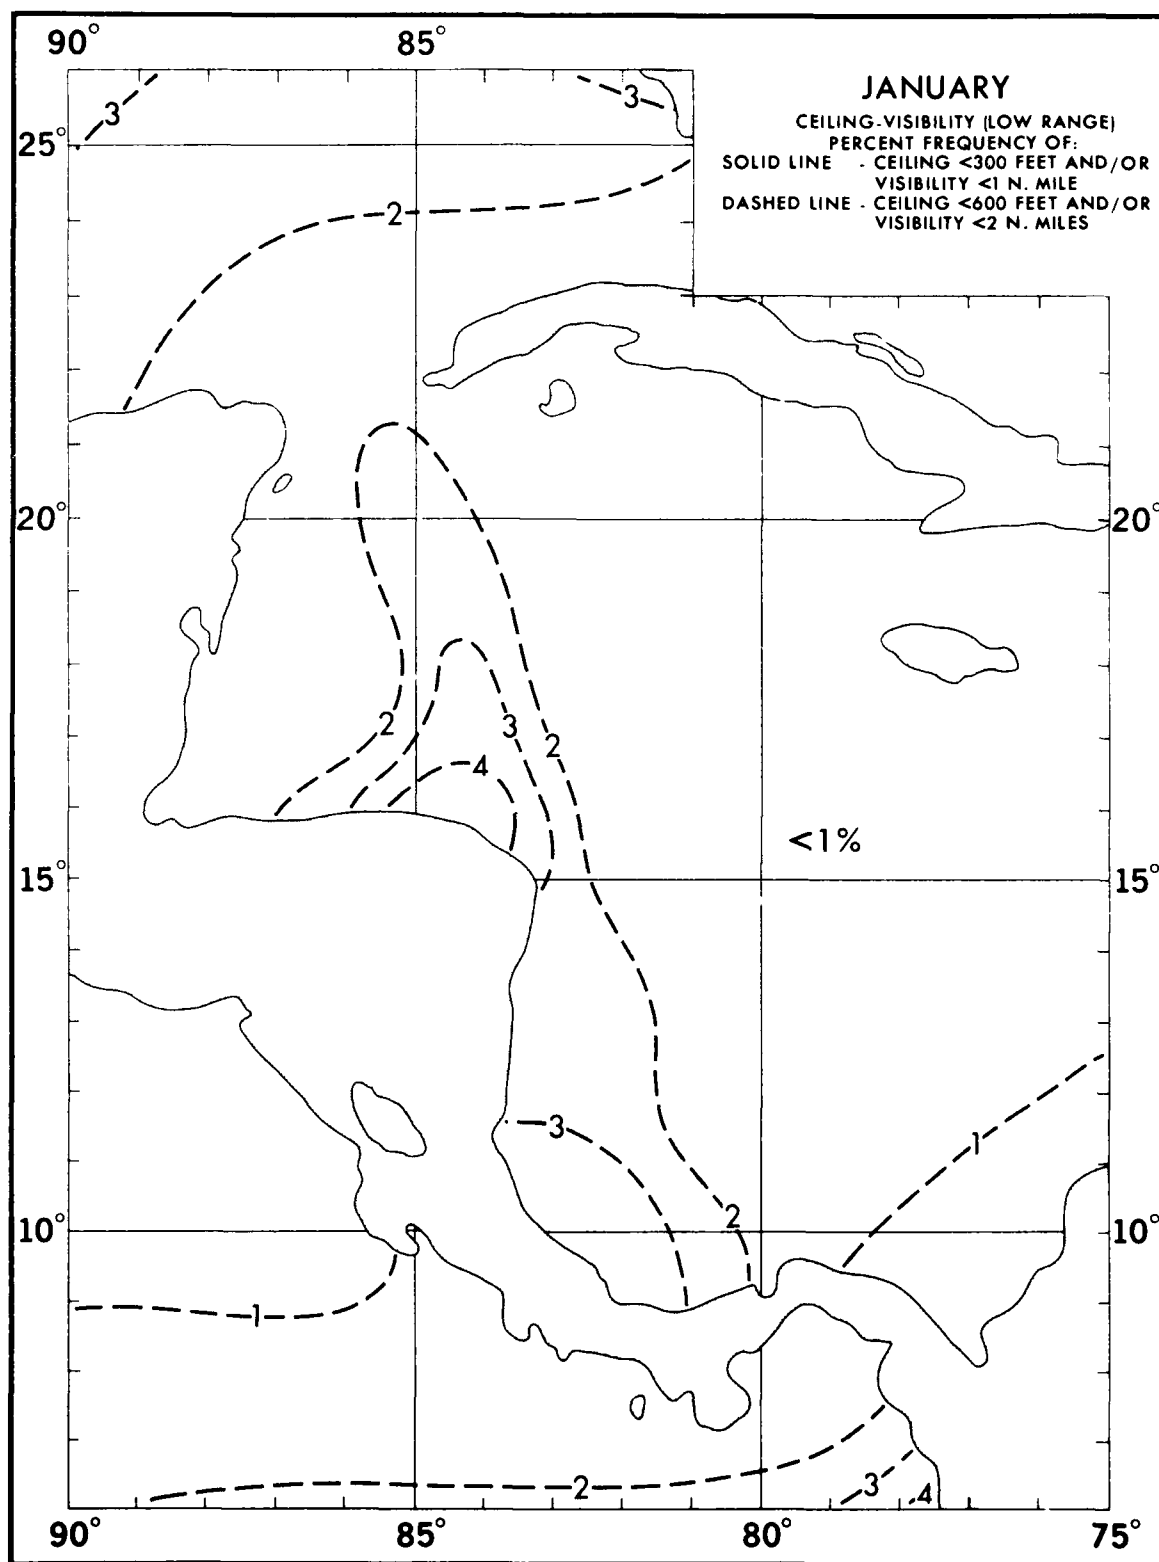 90° 85°
JANUARY
CEILING-VISIBILITY (LOW RANGE)
PERCENT FREQUENCY OF:
SOLID LINE - CEILING <300 FEET AND/OR
VISIBILITY <1 N. MILE
DASHED LINE - CEILING <600 FEET AND/OR
VISIBILITY <2 N. MILES
3 3
25°
2
20° 20°
2 3 2
4
<1%
15° 15°
3
1
2
10° 10°
1
2 3 4
90° 85° 80° 75°